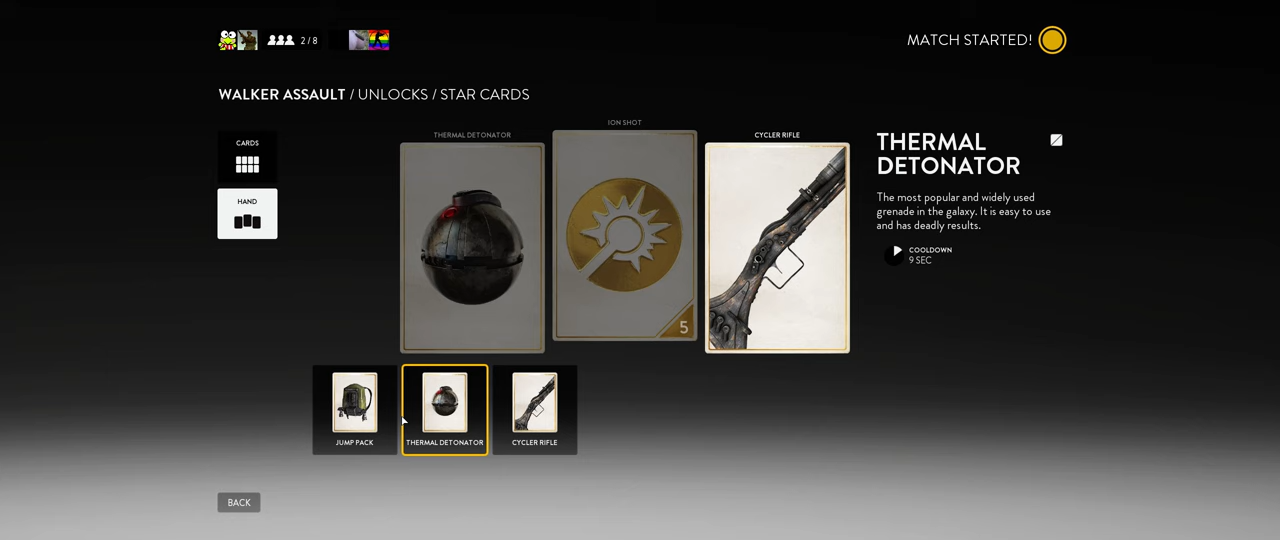 2 / 8
MATCH STARTED!
WALKER ASSAULT / UNLOCKS / STAR CARDS
CARDS
HAND
THERMAL DETONATOR
ION SHOT
5
CYCLER RIFLE
THERMAL
DETONATOR
The most popular and widely used
grenade in the galaxy. It is easy to use
and has deadly results.
COOLDOWN
9 SEC
JUMP PACK
THERMAL DETONATOR
CYCLER RIFLE
BACK